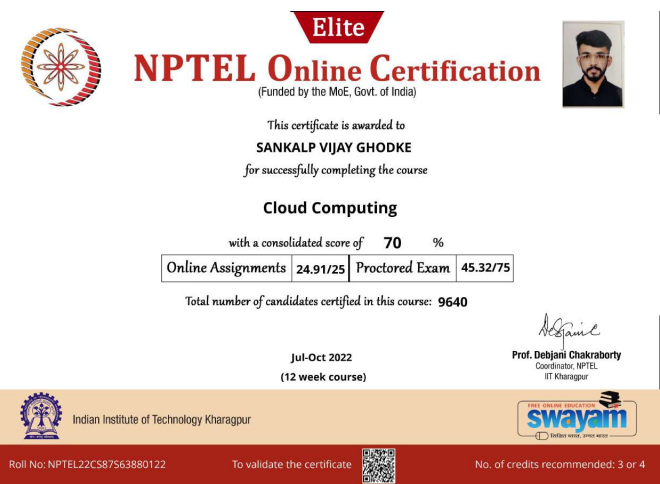 Elite
NPTEL Online Certification
(Funded by the MoE, Govt. of India)
This certificate is awarded to
SANKALP VIJAY GHODKE
for successfully completing the course
Cloud Computing
with a consolidated score of 70 %
Online Assignments 24.91/25 Proctored Exam 45.32/75
Total number of candidates certified in this course: 9640
Jul-Oct 2022
(12 week course)
Prof. Debjani Chakraborty
Coordinator, NPTEL
IIT Kharagpur
Indian Institute of Technology Kharagpur
FREE ONLINE EDUCATION
swayam
शिक्षित भारत, उन्नत भारत
Roll No: NPTEL22CS87S63880122 To validate the certificate No. of credits recommended: 3 or 4